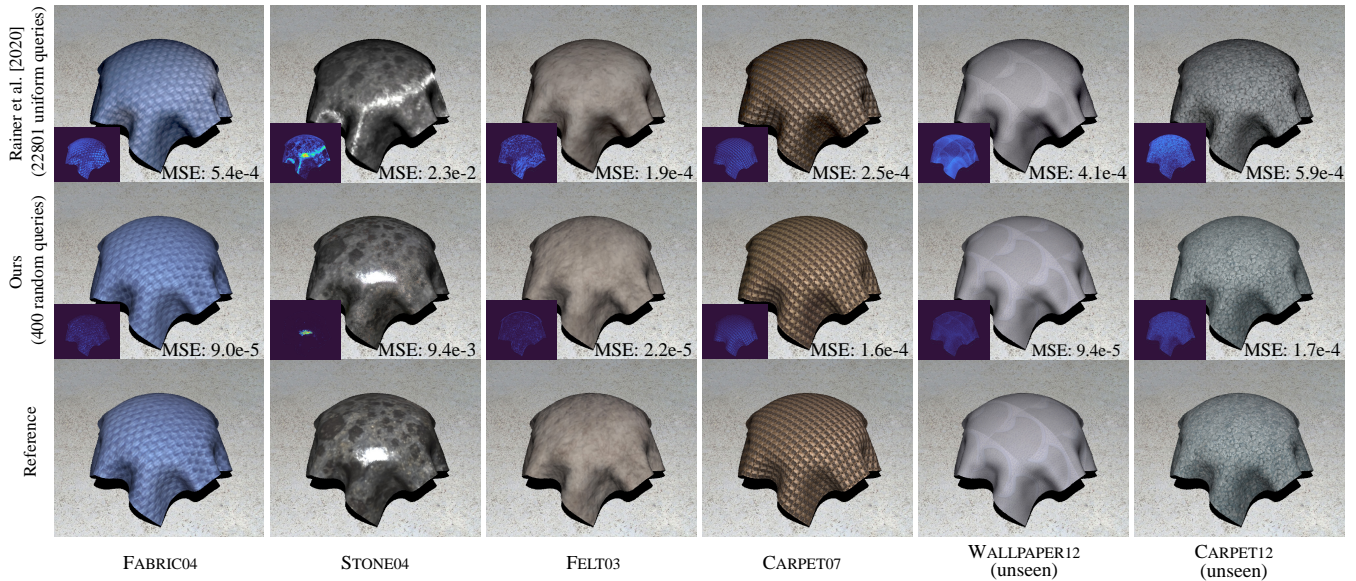 Rainer et al. [2020]
(22801 uniform queries)
MSE: 5.4e-4
MSE: 2.3e-2
MSE: 1.9e-4
MSE: 2.5e-4
MSE: 4.1e-4
MSE: 5.9e-4
Ours
(400 random queries)
MSE: 9.0e-5
MSE: 9.4e-3
MSE: 2.2e-5
MSE: 1.6e-4
MSE: 9.4e-5
MSE: 1.7e-4
Reference
FABRIC04
STONE04
FELT03
CARPET07
WALLPAPER12
(unseen)
CARPET12
(unseen)